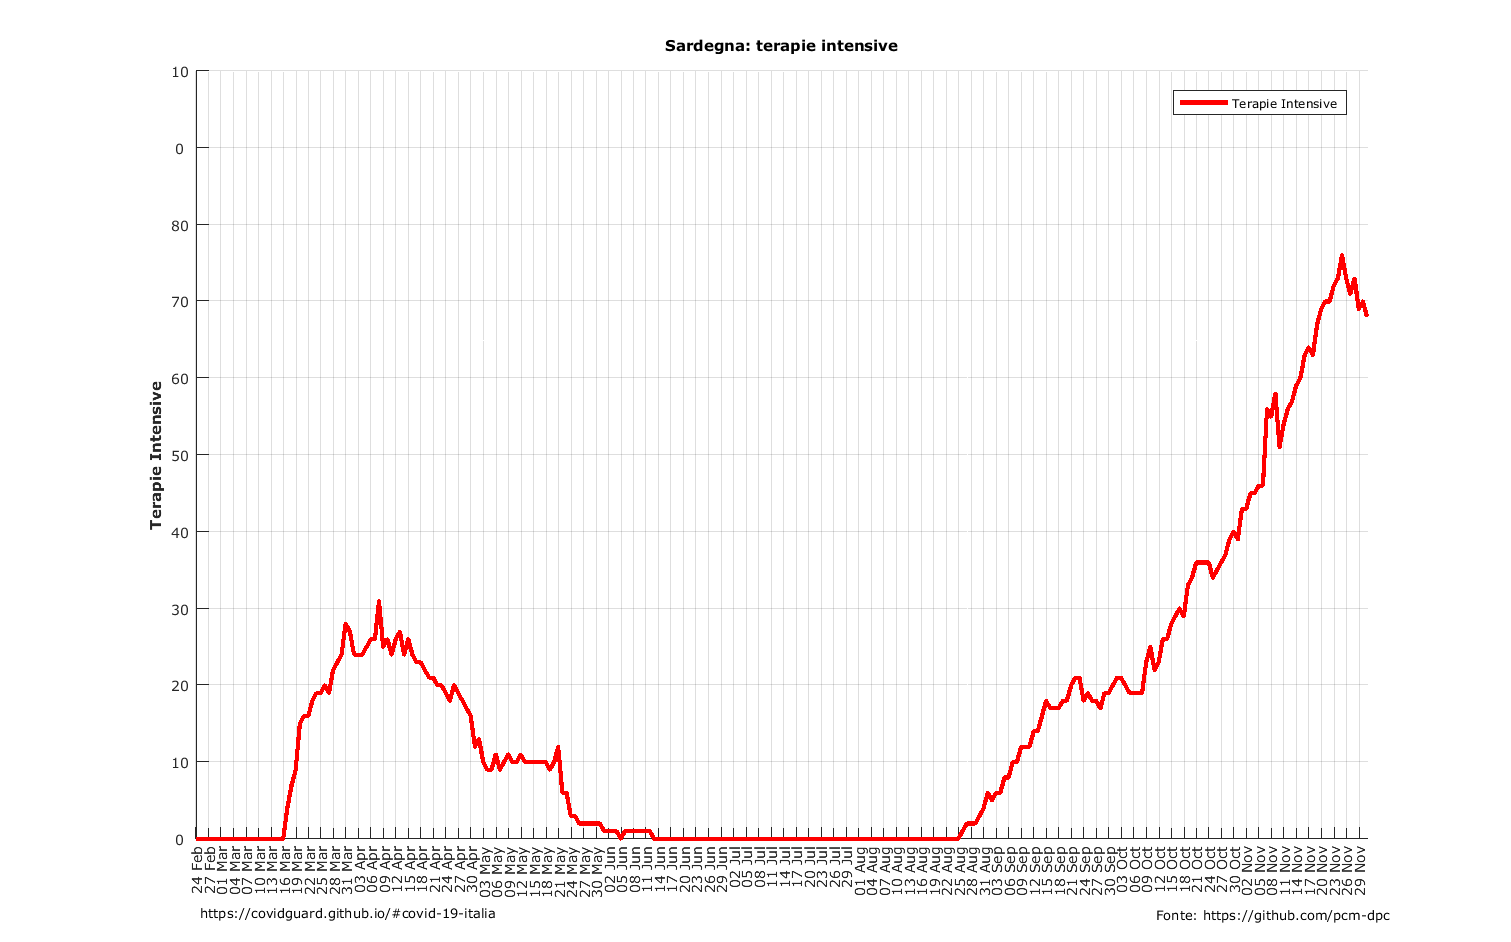 Sardegna: terapie intensive
Terapie Intensive
10
0
80
70
60
50
40
30
20
10
0
Terapie Intensive
24 Feb
27 Feb
01 Mar
04 Mar
07 Mar
10 Mar
13 Mar
16 Mar
19 Mar
22 Mar
25 Mar
28 Mar
31 Mar
03 Apr
06 Apr
09 Apr
12 Apr
15 Apr
18 Apr
21 Apr
24 Apr
27 Apr
30 Apr
03 May
06 May
09 May
12 May
15 May
18 May
21 May
24 May
27 May
30 May
02 Jun
05 Jun
08 Jun
11 Jun
14 Jun
17 Jun
20 Jun
23 Jun
26 Jun
29 Jun
02 Jul
05 Jul
08 Jul
11 Jul
14 Jul
17 Jul
20 Jul
23 Jul
26 Jul
29 Jul
01 Aug
04 Aug
07 Aug
10 Aug
13 Aug
16 Aug
19 Aug
22 Aug
25 Aug
28 Aug
31 Aug
03 Sep
06 Sep
09 Sep
12 Sep
15 Sep
18 Sep
21 Sep
24 Sep
27 Sep
30 Sep
03 Oct
06 Oct
09 Oct
12 Oct
15 Oct
18 Oct
21 Oct
24 Oct
27 Oct
30 Oct
02 Nov
05 Nov
08 Nov
11 Nov
14 Nov
17 Nov
20 Nov
23 Nov
26 Nov
29 Nov
https://covidguard.github.io/#covid-19-italia
Fonte: https://github.com/pcm-dpc